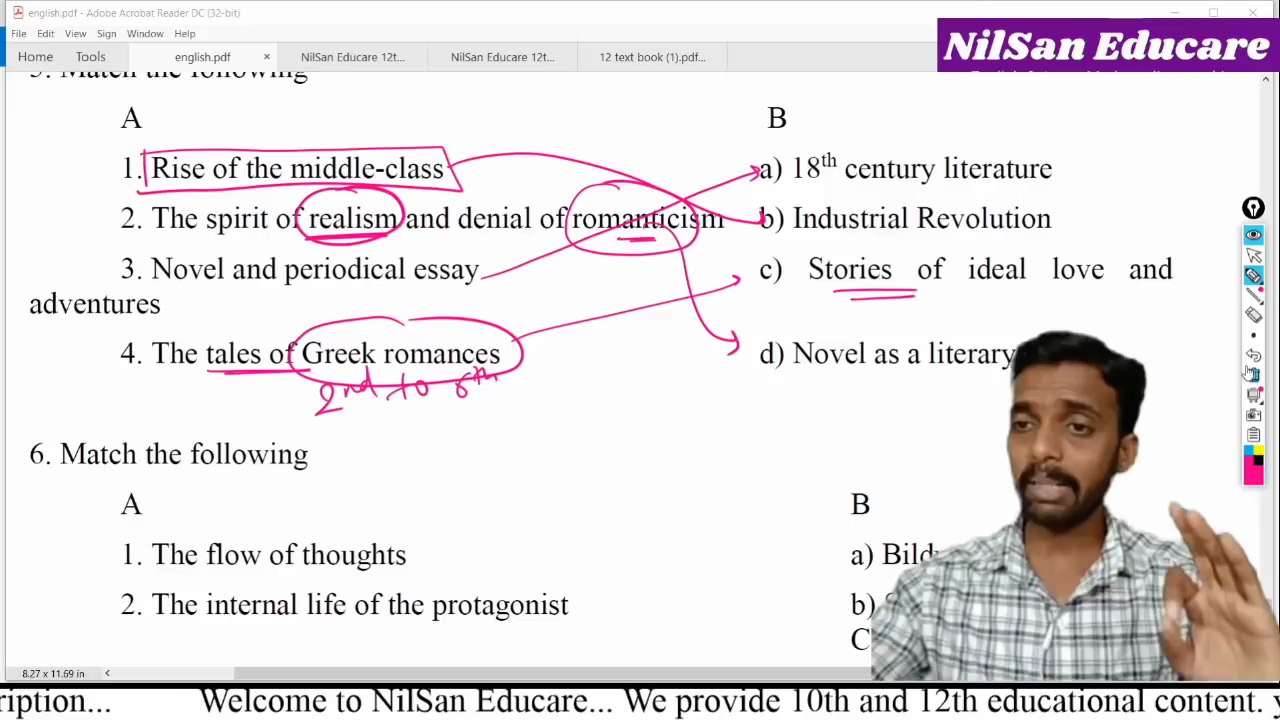 english.pdf - Adobe Acrobat Reader DC (32-bit)
File Edit View Sign Window Help
Home Tools english.pdf × NilSan Educare 12t... NilSan Educare 12t... 12 text book (1).pdf...
NilSan Educare
5. Match the following
A B
1. Rise of the middle-class a) 18th century literature
2. The spirit of realism and denial of romanticism b) Industrial Revolution
3. Novel and periodical essay c) Stories of ideal love and
adventures
4. The tales of Greek romances d) Novel as a literary
2nd to 6th
6. Match the following
A B
1. The flow of thoughts a) Bild
2. The internal life of the protagonist b)
C
8.27 x 11.69 in
ription... Welcome to NilSan Educare... We provide 10th and 12th educational content. y